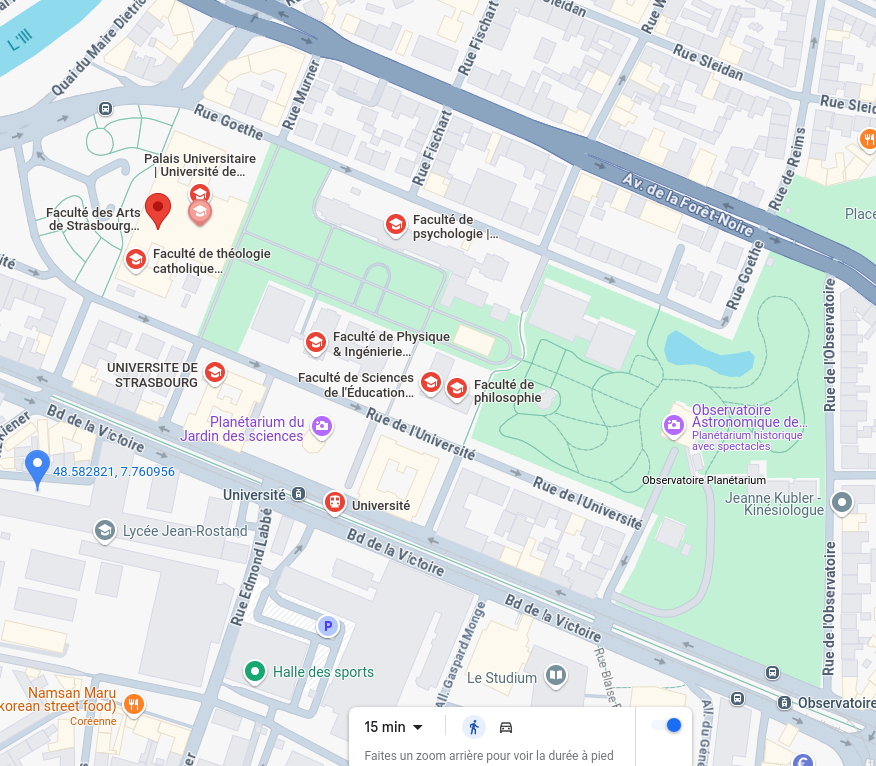 L'Ill
Quai du Maire Dietrich
Rue Goethe
Rue Murner
Rue Fischart
Sleidan
Rue Sleidan
Rue Fischart
Av. de la Forêt-Noire
Rue de Reims
Place
Palais Universitaire
| Université de...
Faculté des Arts
de Strasbourg...
Faculté de théologie
catholique...
Faculté de
psychologie |...
Rue Goethe
Rue de l'Observatoire
Faculté de Physique
& Ingénierie...
UNIVERSITE DE
STRASBOURG
Faculté de Sciences
de l'Éducation...
Faculté de
philosophie
Bd de la Victoire
Planétarium du
Jardin des sciences
Rue de l'Université
Observatoire
Astronomique de...
Planétarium historique
avec spectacles
Observatoire Planétarium
48.582821, 7.760956
Université
Université
Rue de l'Université
Jeanne Kubler -
Kinésiologue
Lycée Jean-Rostand
Rue Edmond Labbé
Bd de la Victoire
Rue de l'Observatoire
P
All. Gaspard Monge
Bd de la Victoire
Halle des sports
Le Studium
Rue-Blaise-P
Namsan Maru
korean street food)
Coreenne
Observatoire
All. du Géné
15 min
Faites un zoom arrière pour voir la durée à pied